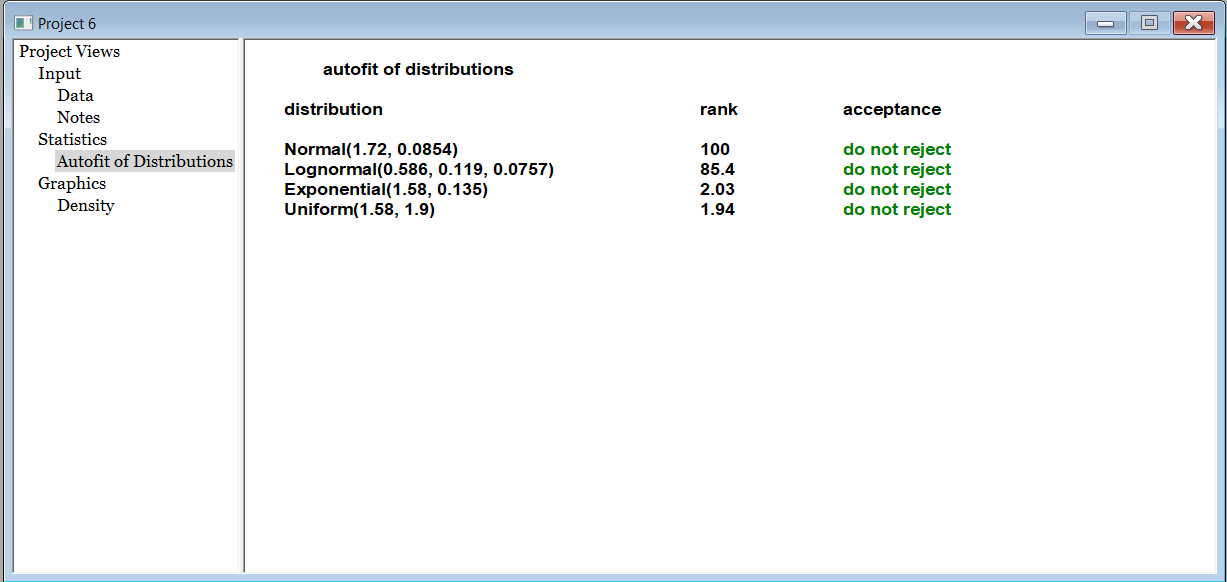 Project 6
Project Views
Input
Data
Notes
Statistics
Autofit of Distributions
Graphics
Density
autofit of distributions
distribution rank acceptance
Normal(1.72, 0.0854) 100 do not reject
Lognormal(0.586, 0.119, 0.0757) 85.4 do not reject
Exponential(1.58, 0.135) 2.03 do not reject
Uniform(1.58, 1.9) 1.94 do not reject